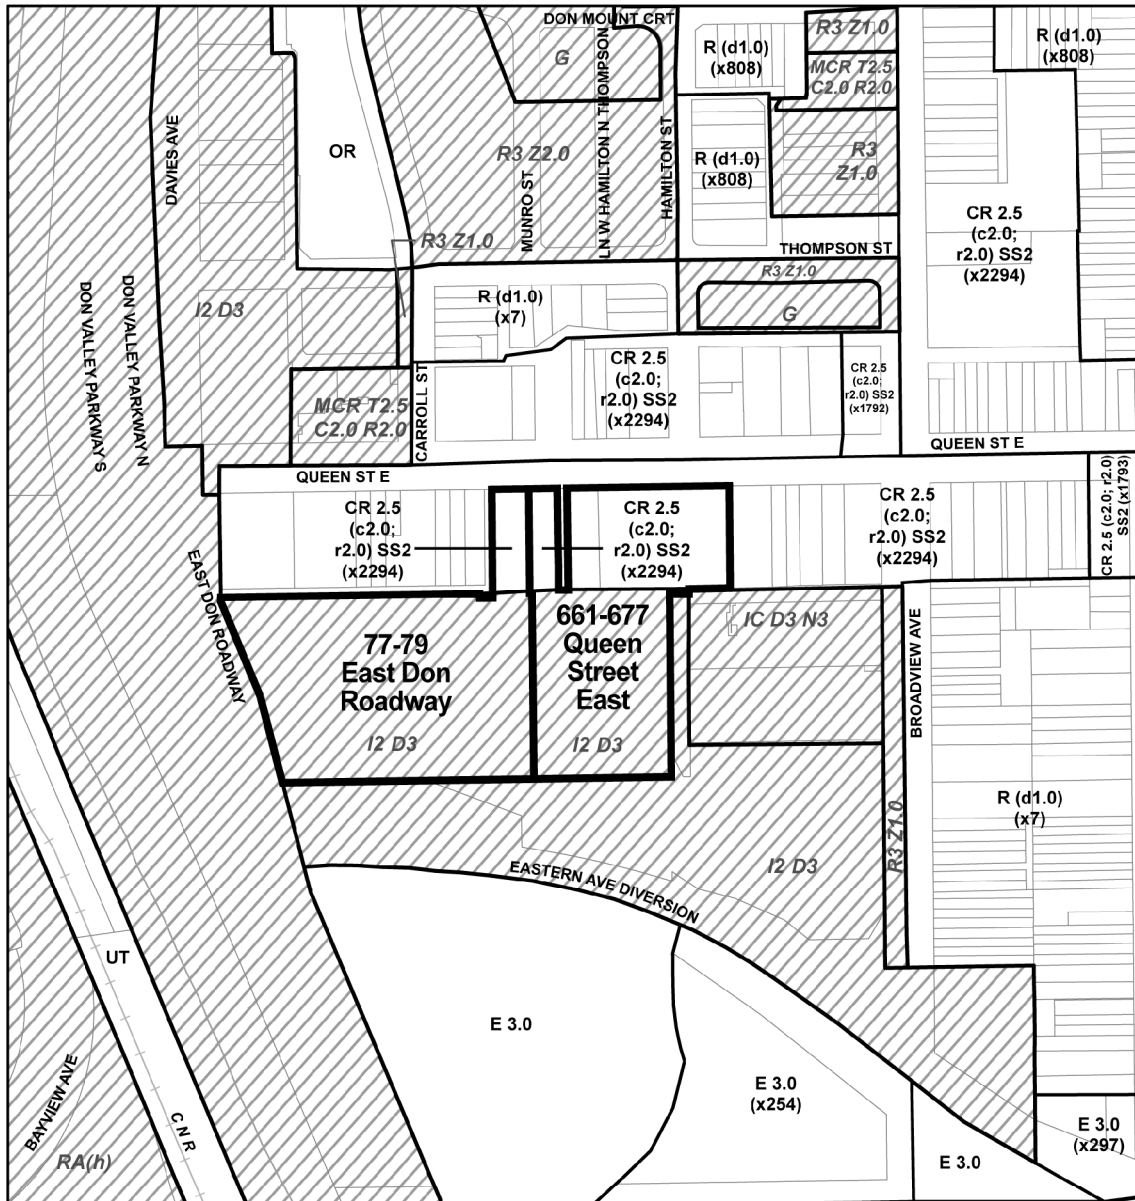 DON MOUNT CRT
R3 Z1.0
R (d1.0)
(x808)
R (d1.0)
(x808)
G
MCR T2.5
C2.0 R2.0
DAVIES AVE
OR
R3 Z2.0
MUNRO ST
LN W HAMILTON N THOMPSON
HAMILTON ST
R (d1.0)
(x808)
R3
Z1.0
CR 2.5
(c2.0;
r2.0) SS2
(x2294)
R3 Z1.0
THOMPSON ST
R3 Z1.0
DON VALLEY PARKWAY S
DON VALLEY PARKWAY N
I2 D3
R (d1.0)
(x7)
G
CARROLL ST
CR 2.5
(c2.0;
r2.0) SS2
(x2294)
CR 2.5
(c2.0;
r2.0) SS2
(x1792)
MCR T2.5
C2.0 R2.0
QUEEN ST E
QUEEN ST E
CR 2.5
(c2.0;
r2.0) SS2
(x2294)
CR 2.5
(c2.0;
r2.0) SS2
(x2294)
CR 2.5
(c2.0;
r2.0) SS2
(x2294)
CR 2.5 (c2.0; r2.0)
SS2 (x1793)
EAST DON ROADWAY
77-79
East Don
Roadway
I2 D3
661-677
Queen
Street
East
I2 D3
IC D3 N3
BROADVIEW AVE
R (d1.0)
(x7)
R3 Z1.0
I2 D3
EASTERN AVE DIVERSION
UT
E 3.0
E 3.0
(x254)
BAYVIEW AVE
C N R
RA(h)
E 3.0
E 3.0
(x297)